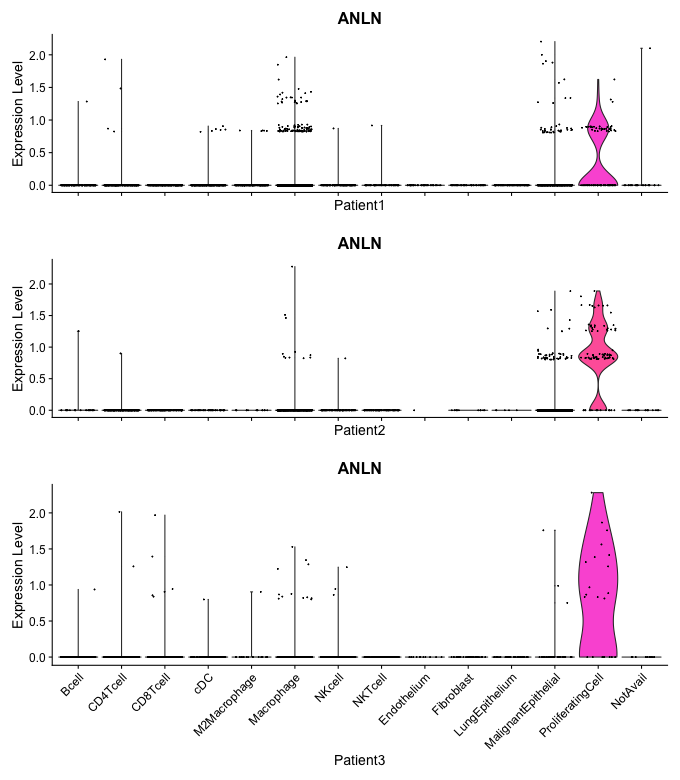 ANLN
Expression Level
2.0
1.5
1.0
0.5
0.0
Patient1
ANLN
Expression Level
2.0
1.5
1.0
0.5
0.0
Patient2
ANLN
Expression Level
2.0
1.5
1.0
0.5
0.0
Bcell
CD4Tcell
CD8Tcell
cDC
M2Macrophage
Macrophage
NKcell
NKTcell
Endothelium
Fibroblast
LungEpithelium
MalignantEpithelial
ProliferatingCell
NotAvail
Patient3